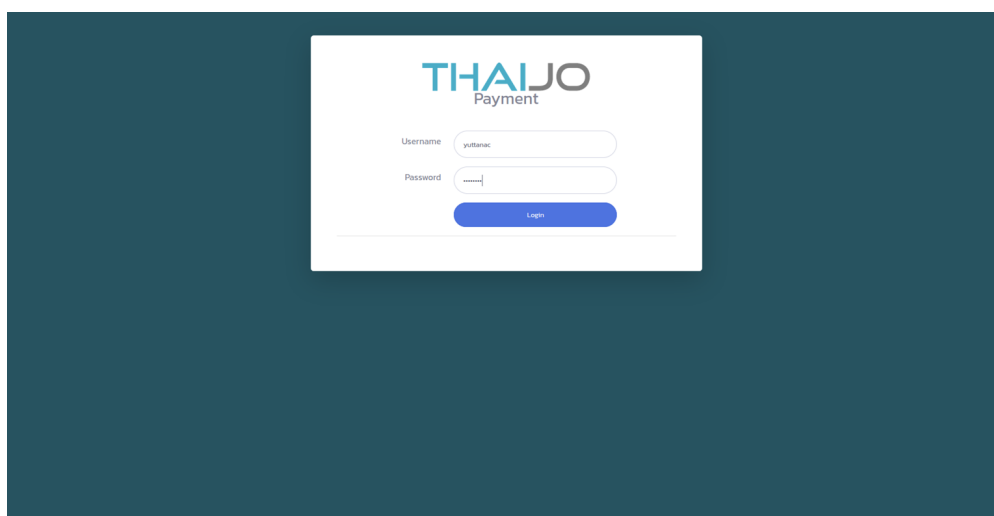 THAIJO
Payment
Username
yuttanac
Password
Login